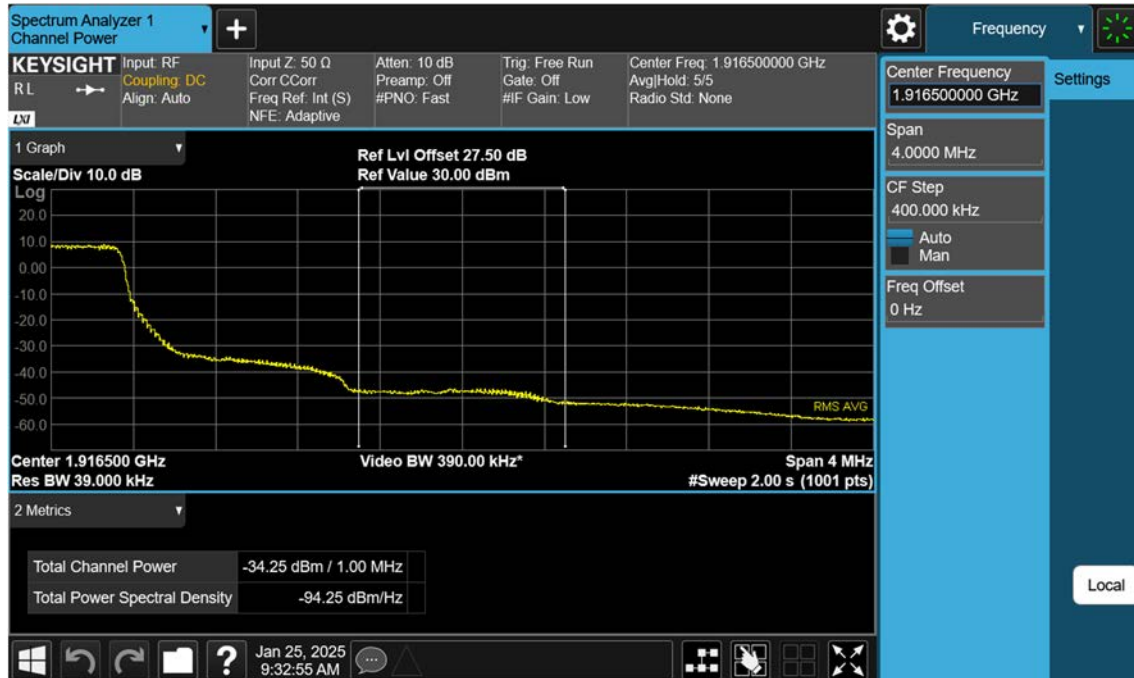 Spectrum Analyzer 1
Channel Power
Frequency
KEYSIGHT
R L
LXI
Input: RF
Coupling: DC
Align: Auto
Input Z: 50 Ω
Corr CCorr
Freq Ref: Int (S)
NFE: Adaptive
Atten: 10 dB
Preamp: Off
#PNO: Fast
Trig: Free Run
Gate: Off
#IF Gain: Low
Center Freq: 1.916500000 GHz
Avg|Hold: 5/5
Radio Std: None
Center Frequency
1.916500000 GHz
Settings
Span
4.0000 MHz
CF Step
400.000 kHz
Auto
Man
Freq Offset
0 Hz
1 Graph
Scale/Div 10.0 dB
Ref Lvl Offset 27.50 dB
Ref Value 30.00 dBm
Log
20.0
10.0
0.00
-10.0
-20.0
-30.0
-40.0
-50.0
-60.0
RMS AVG
Center 1.916500 GHz
Video BW 390.00 kHz*
Span 4 MHz
Res BW 39.000 kHz
#Sweep 2.00 s (1001 pts)
2 Metrics
Total Channel Power -34.25 dBm / 1.00 MHz
Total Power Spectral Density -94.25 dBm/Hz
Local
?
Jan 25, 2025
9:32:55 AM